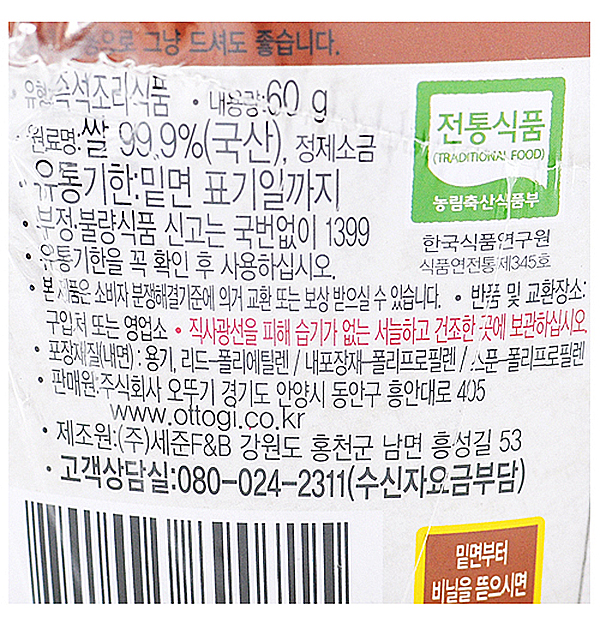 으로 그냥 드셔도 좋습니다.
· 유형:즉석조리식품 · 내용량:60 g
· 원료명:쌀 99.9%(국산), 정제소금
· 유통기한:밑면 표기일까지
· 부정·불량식품 신고는 국번없이 1399
· 유통기한을 꼭 확인 후 사용하십시오.
· 본 제품은 소비자 분쟁해결기준에 의거 교환 또는 보상 받으실 수 있습니다. · 반품 및 교환장소:
구입처 또는 영업소 · 직사광선을 피해 습기가 없는 서늘하고 건조한 곳에 보관하십시오.
· 포장재질(내면) : 용기, 리드-폴리에틸렌 / 내포장재-폴리프로필렌 / 스푼-폴리프로필렌
· 판매원:주식회사 오뚜기 경기도 안양시 동안구 흥안대로 405
www.ottogi.co.kr
· 제조원:(주)세준F&B 강원도 홍천군 남면 흥성길 53
· 고객상담실:080-024-2311(수신자요금부담)
전통식품
(TRADITIONAL FOOD)
농림축산식품부
한국식품연구원
식품연전통제345호
밑면부터
비닐을 뜯으시면